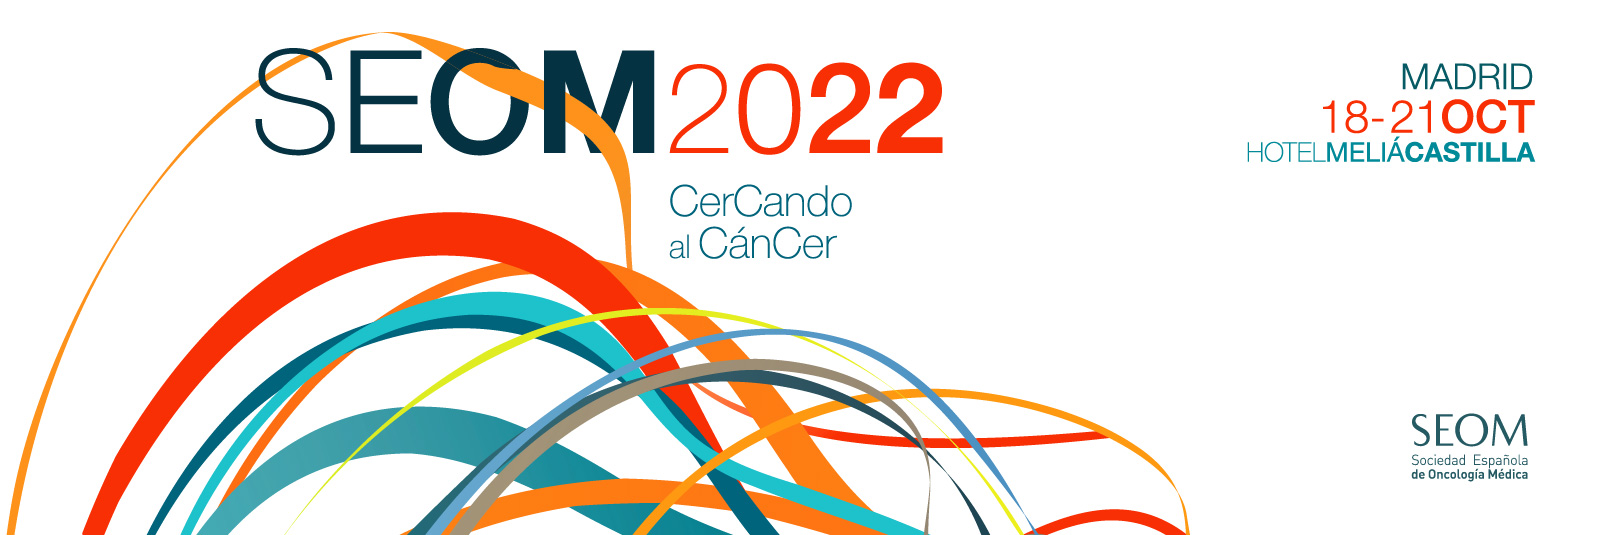 SEOM2022
CerCando
al CánCer
MADRID
18-21OCT
HOTELMELIÁCASTILLA
SEOM
Sociedad Española
de Oncología Médica